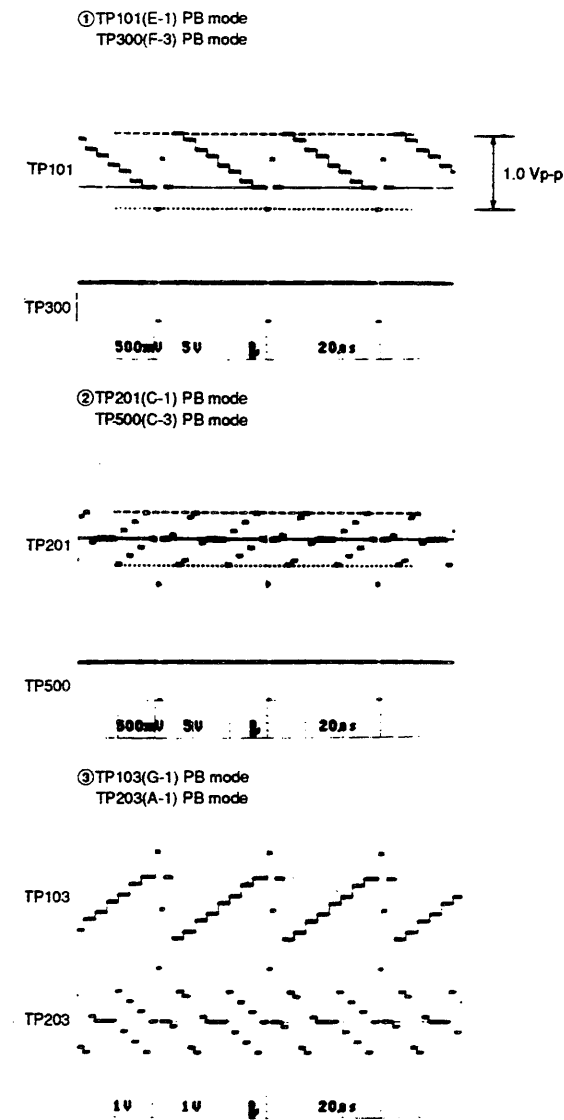 ①TP101(E-1) PB mode
TP300(F-3) PB mode
TP101
1.0 Vp-p
TP300
500mV 5V 20µs
②TP201(C-1) PB mode
TP500(C-3) PB mode
TP201
TP500
500mV 5V 20µs
③TP103(G-1) PB mode
TP203(A-1) PB mode
TP103
TP203
1V 1V 20µs